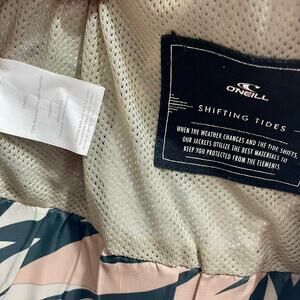 O'NEILL
SHIFTING TIDES
WHEN THE WEATHER CHANGES AND THE TIDE SHIFTS,
OUR JACKETS UTILIZE THE BEST MATERIALS TO
KEEP YOU PROTECTED FROM THE ELEMENTS.